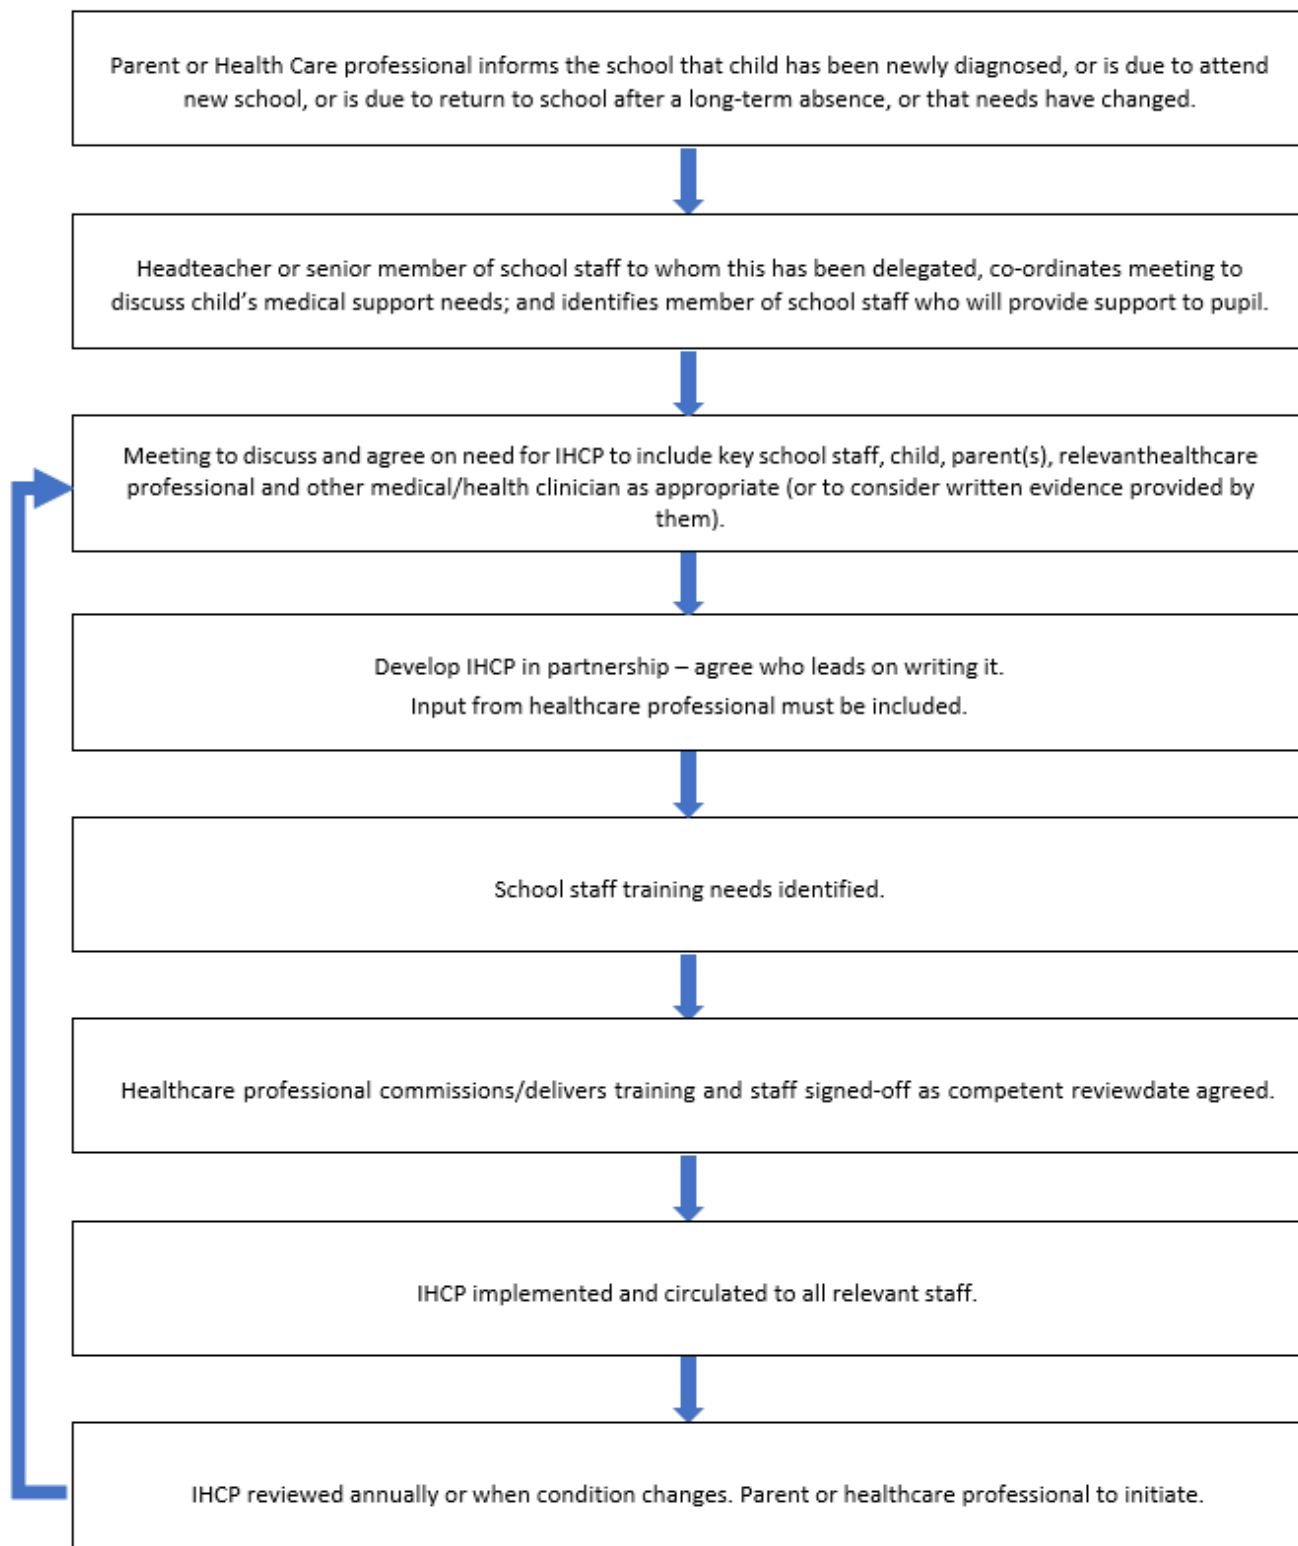 Parent or Health Care professional informs the school that child has been newly diagnosed, or is due to attend
new school, or is due to return to school after a long-term absence, or that needs have changed.
Headteacher or senior member of school staff to whom this has been delegated, co-ordinates meeting to
discuss child’s medical support needs; and identifies member of school staff who will provide support to pupil.
Meeting to discuss and agree on need for IHCP to include key school staff, child, parent(s), relevanthealthcare
professional and other medical/health clinician as appropriate (or to consider written evidence provided by
them).
Develop IHCP in partnership – agree who leads on writing it.
Input from healthcare professional must be included.
School staff training needs identified.
Healthcare professional commissions/delivers training and staff signed-off as competent reviewdate agreed.
IHCP implemented and circulated to all relevant staff.
IHCP reviewed annually or when condition changes. Parent or healthcare professional to initiate.